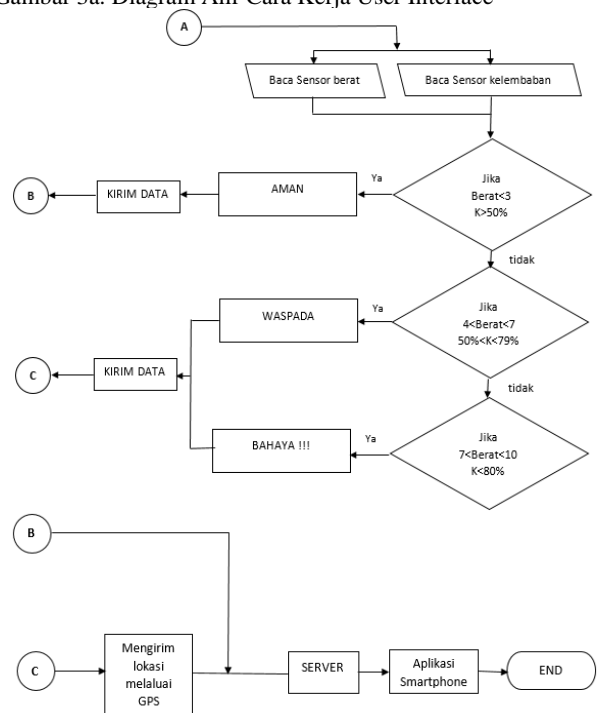 Gambar 3a. Diagram Alir Cara Kerja User Interface
A
Baca Sensor berat
Baca Sensor kelembaban
Jika
Berat<3
K>50%
Ya
AMAN
KIRIM DATA
B
tidak
Jika
4<Berat<7
50%<K<79%
Ya
WASPADA
KIRIM DATA
C
tidak
Jika
7<Berat<10
K<80%
Ya
BAHAYA !!!
B
C
Mengirim
lokasi
melaluai
GPS
SERVER
Aplikasi
Smartphone
END